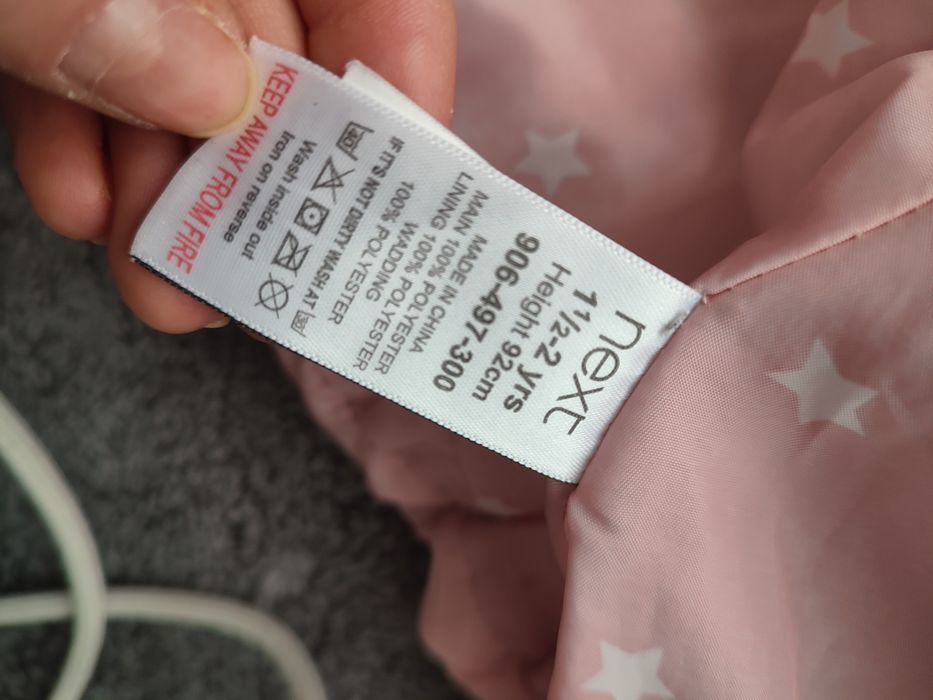 next
1½-2 yrs
Height 92cm
906-497-300
MADE IN CHINA
MAIN 100% POLYESTER
LINING 100% POLYESTER
WADDING
100% POLYESTER
IF IT'S NOT DIRTY WASH AT 30
40
Wash inside out
Iron on reverse
KEEP AWAY FROM FIRE